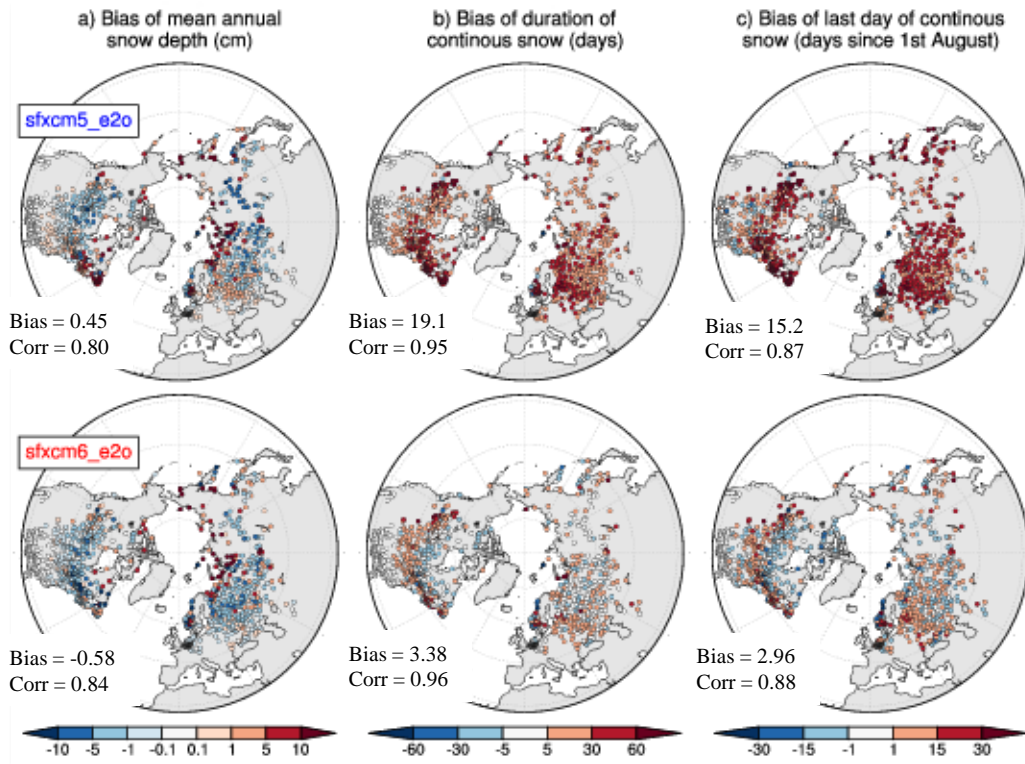 a) Bias of mean annual
snow depth (cm)
b) Bias of duration of
continous snow (days)
c) Bias of last day of continous
snow (days since 1st August)
sfxcm5_e2o
Bias = 0.45
Corr = 0.80
Bias = 19.1
Corr = 0.95
Bias = 15.2
Corr = 0.87
sfxcm6_e2o
Bias = -0.58
Corr = 0.84
Bias = 3.38
Corr = 0.96
Bias = 2.96
Corr = 0.88
-10 -5 -1 -0.1 0.1 1 5 10
-60 -30 -5 5 30 60
-30 -15 -1 1 15 30